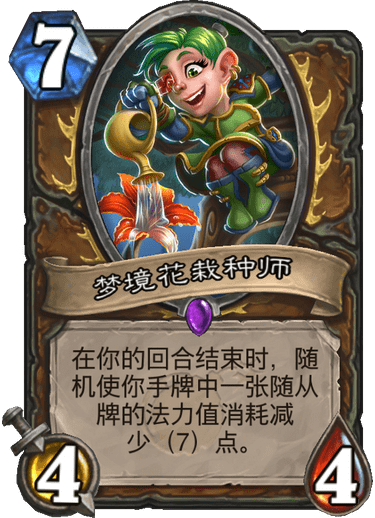 7
梦境花栽种师
在你的回合结束时，随
机使你手牌中一张随从
牌的法力值消耗减
少（7）点。
4
4